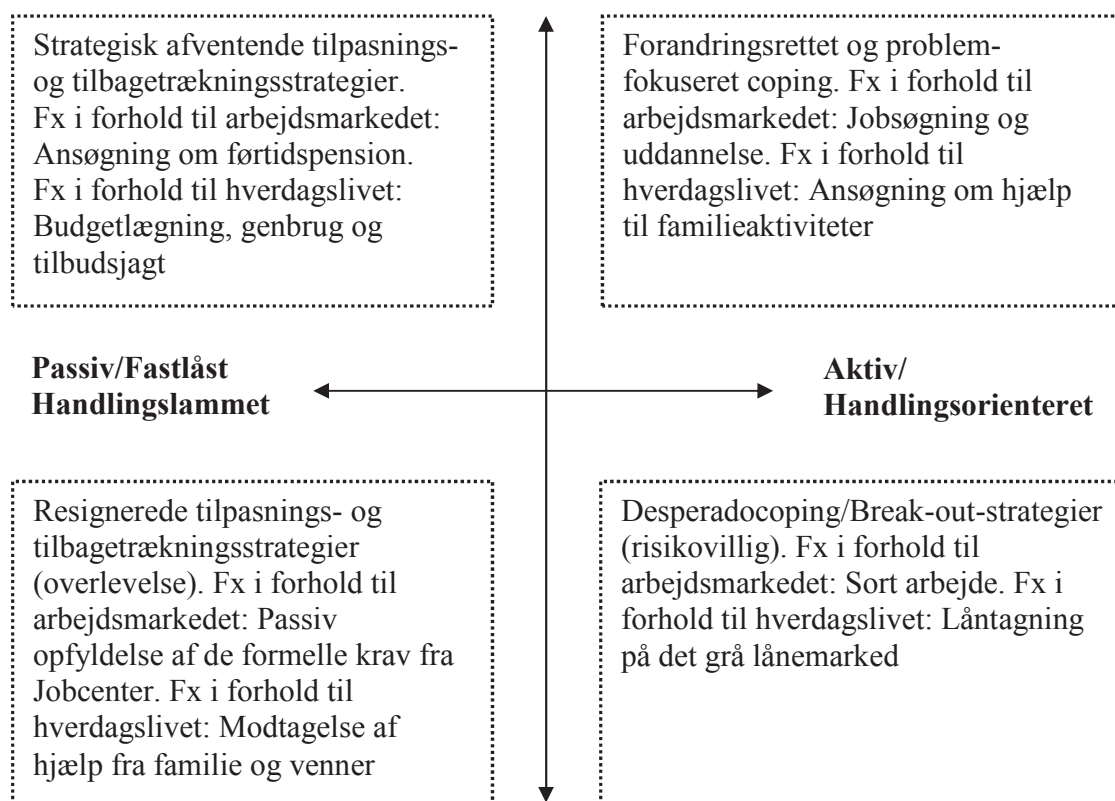 Strategisk afventende tilpasnings-
og tilbagetrækningsstrategier.
Fx i forhold til arbejdsmarkedet:
Ansøgning om førtidspension.
Fx i forhold til hverdagslivet:
Budgetlægning, genbrug og
tilbudsjagt
Forandringsrettet og problem-
fokuseret coping. Fx i forhold til
arbejdsmarkedet: Jobsøgning og
uddannelse. Fx i forhold til
hverdagslivet: Ansøgning om hjælp
til familieaktiviteter
Passiv/Fastlåst
Handlingslammet
Aktiv/
Handlingsorienteret
Resignerede tilpasnings- og
tilbagetrækningsstrategier
(overlevelse). Fx i forhold til
arbejdsmarkedet: Passiv
opfyldelse af de formelle krav fra
Jobcenter. Fx i forhold til
hverdagslivet: Modtagelse af
hjælp fra familie og venner
Desperadocoping/Break-out-strategier
(risikovillig). Fx i forhold til
arbejdsmarkedet: Sort arbejde. Fx i
forhold til hverdagslivet: Låntagning
på det grå lånemarked